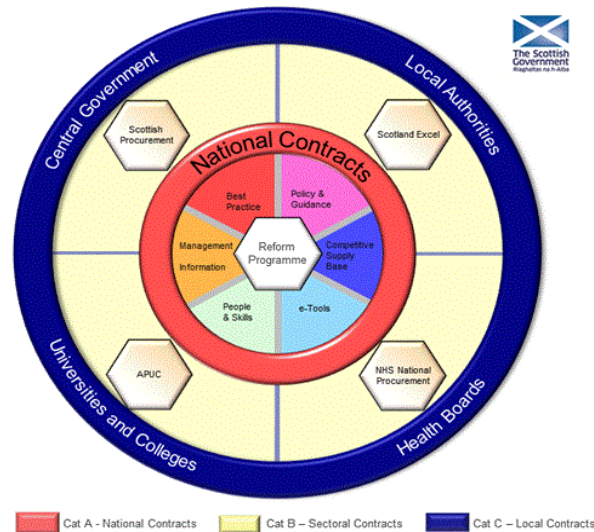 The Scottish
Government
Riaghaltas na h-Alba
Central Government
Local Authorities
Scottish
Procurement
Scotland Excel
National Contracts
Best
Practice
Policy &
Guidance
Management
Information
Reform
Programme
Competitive
Supply
Base
People
& Skills
e-Tools
APUC
NHS National
Procurement
Universities and Colleges
Health Boards
Cat A - National Contracts
Cat B – Sectoral Contracts
Cat C – Local Contracts